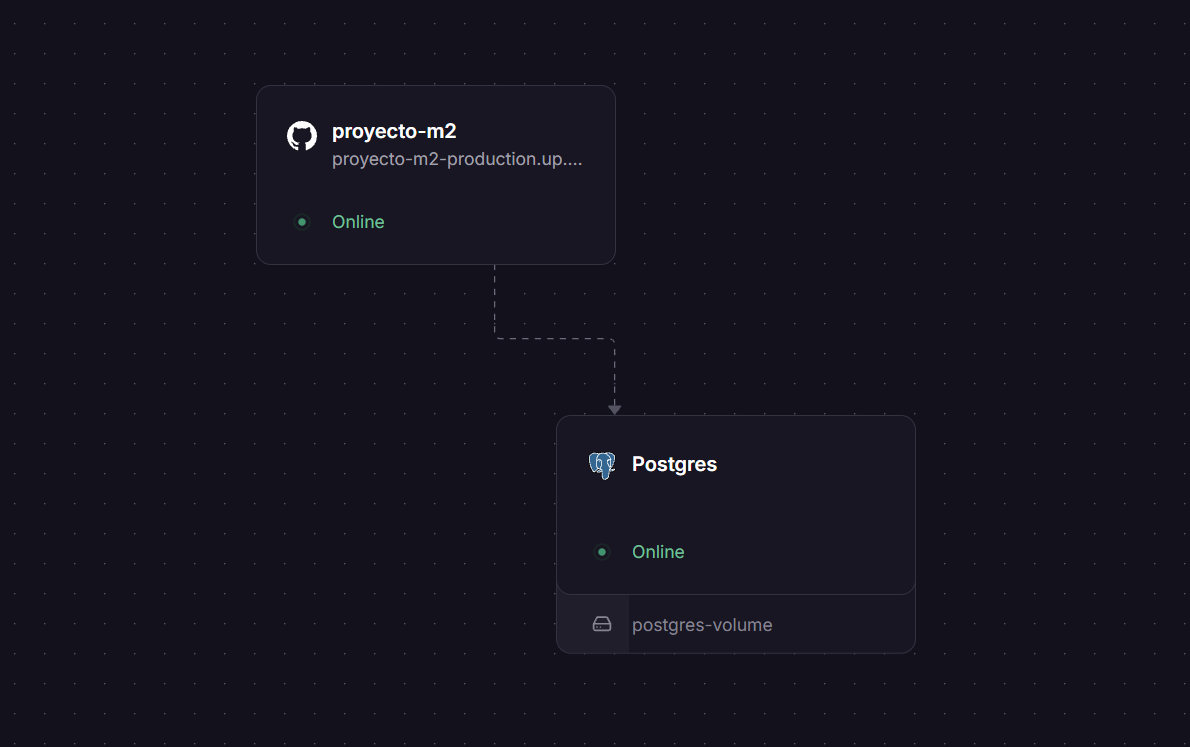 proyecto-m2
proyecto-m2-production.up....
Online
Postgres
Online
postgres-volume